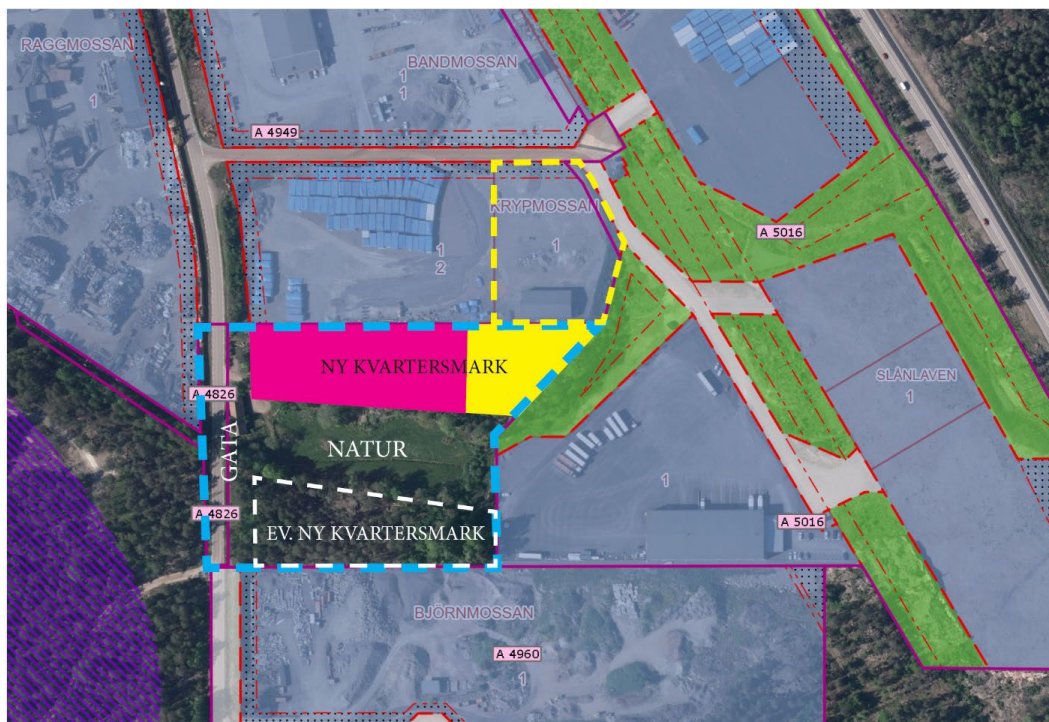 RAGGMOSSAN
1
BANDMOSSAN
1
1
A 4949
KRYPMOSSAN
1
1
2
A 5016
NY KVARTERSMARK
SLÅNLAVEN
1
A 4826
GATA
NATUR
1
A 4826
EV. NY KVARTERSMARK
A 5016
BJÖRNMOSSAN
A 4960
1